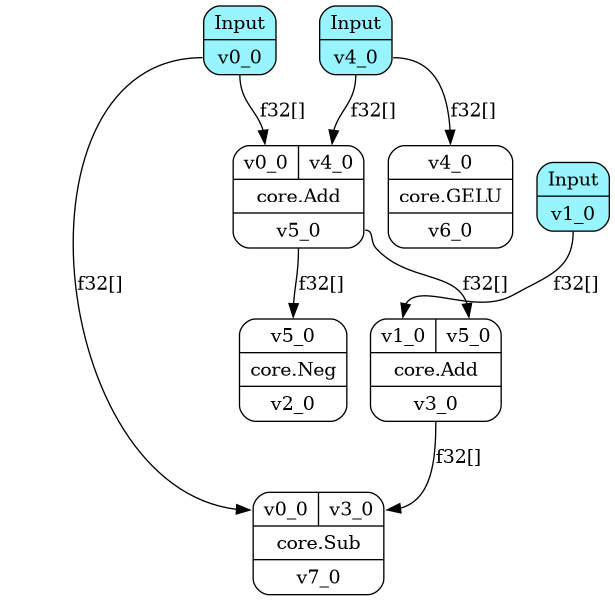 Input
v0_0
Input
v4_0
f32[]
f32[]
f32[]
v0_0 v4_0
core.Add
v5_0
v4_0
core.GELU
v6_0
Input
v1_0
f32[]
f32[]
f32[]
f32[]
v5_0
core.Neg
v2_0
v1_0 v5_0
core.Add
v3_0
f32[]
v0_0 v3_0
core.Sub
v7_0